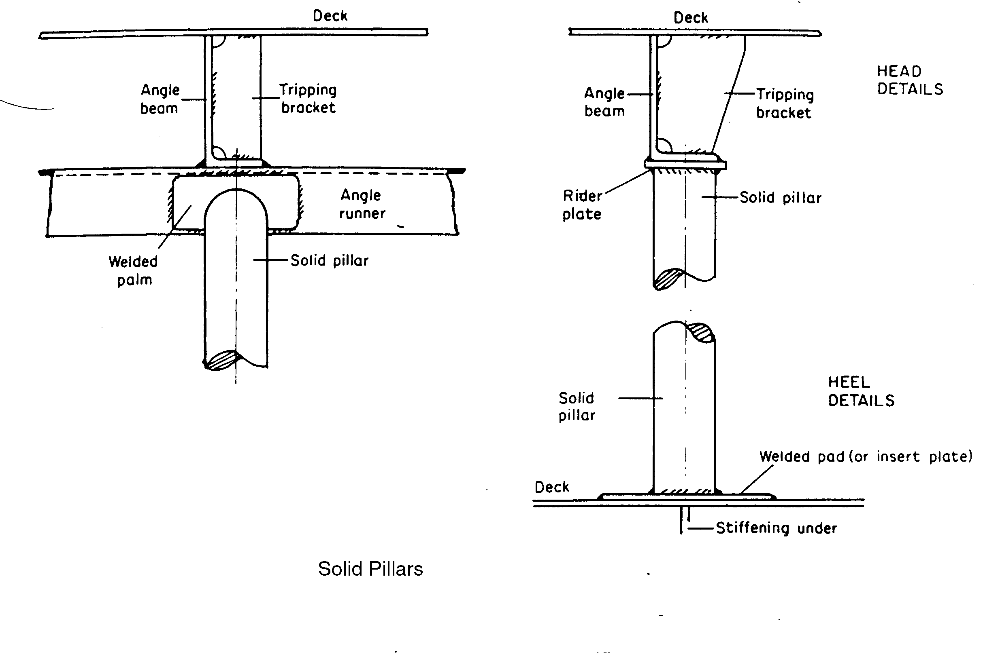 Deck
Angle
beam
Tripping
bracket
Angle
runner
Welded
palm
Solid pillar
Deck
HEAD
DETAILS
Angle
beam
Tripping
bracket
Rider
plate
Solid pillar
Solid
pillar
HEEL
DETAILS
Welded pad (or insert plate)
Deck
Stiffening under
Solid Pillars